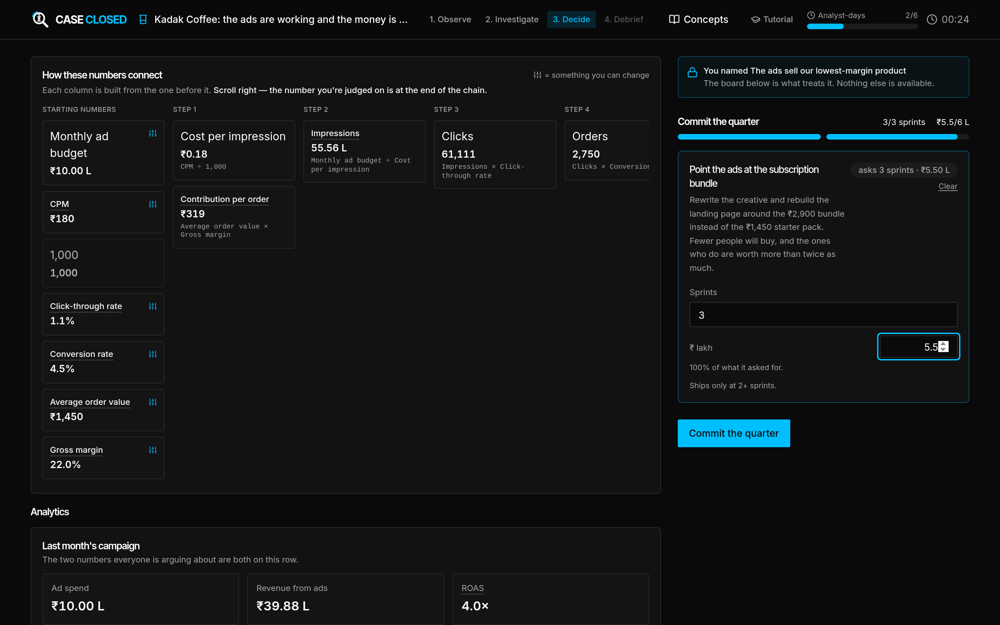 CASE CLOSED
Kadak Coffee: the ads are working and the money is ...
1. Observe
2. Investigate
3. Decide
4. Debrief
Concepts
Tutorial
Analyst-days
2/6
00:24
How these numbers connect
= something you can change
Each column is built from the one before it. Scroll right — the number you're judged on is at the end of the chain.
STARTING NUMBERS
Monthly ad
budget
₹10.00 L
CPM
₹180
1,000
1,000
Click-through rate
1.1%
Conversion rate
4.5%
Average order value
₹1,450
Gross margin
22.0%
STEP 1
Cost per impression
₹0.18
CPM ÷ 1,000
Contribution per order
₹319
Average order value ×
Gross margin
STEP 2
Impressions
55.56 L
Monthly ad budget ÷ Cost
per impression
STEP 3
Clicks
61,111
Impressions × Click-
through rate
STEP 4
Orders
2,750
Clicks × Conversion
You named The ads sell our lowest-margin product
The board below is what treats it. Nothing else is available.
Commit the quarter
3/3 sprints
₹5.5/6 L
Point the ads at the subscription
bundle
asks 3 sprints · ₹5.50 L
Clear
Rewrite the creative and rebuild the
landing page around the ₹2,900 bundle
instead of the ₹1,450 starter pack.
Fewer people will buy, and the ones
who do are worth more than twice as
much.
Sprints
3
₹ lakh
5.5
100% of what it asked for.
Ships only at 2+ sprints.
Commit the quarter
Analytics
Last month's campaign
The two numbers everyone is arguing about are both on this row.
Ad spend
₹10.00 L
Revenue from ads
₹39.88 L
ROAS
4.0×